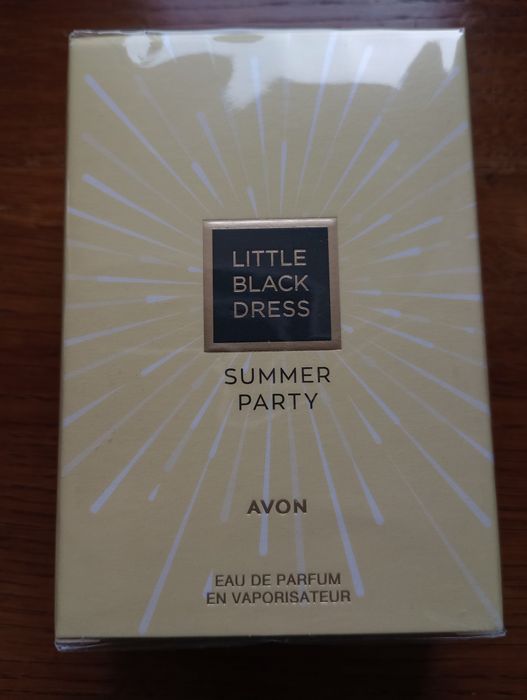 LITTLE
BLACK
DRESS
SUMMER
PARTY
AVON
EAU DE PARFUM
EN VAPORISATEUR